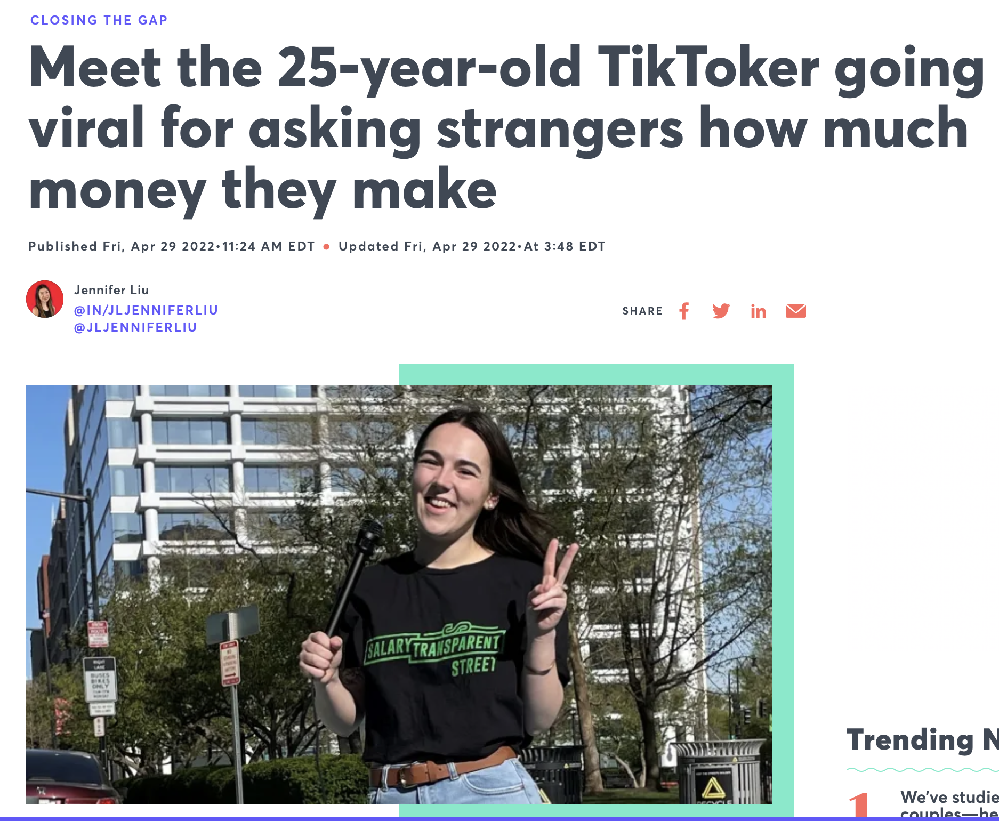 CLOSING THE GAP
Meet the 25-year-old TikToker going
viral for asking strangers how much
money they make
Published Fri, Apr 29 2022•11:24 AM EDT • Updated Fri, Apr 29 2022•At 3:48 EDT
Jennifer Liu
@IN/JLJENNIFERLIU
@JLJENNIFERLIU
SHARE
SALARY TRANSPARENT
STREET
RIGHT
LANE
BUSES
BIKES
ONLY
RECYCLE
Trending N
1
We've studie
couples—he